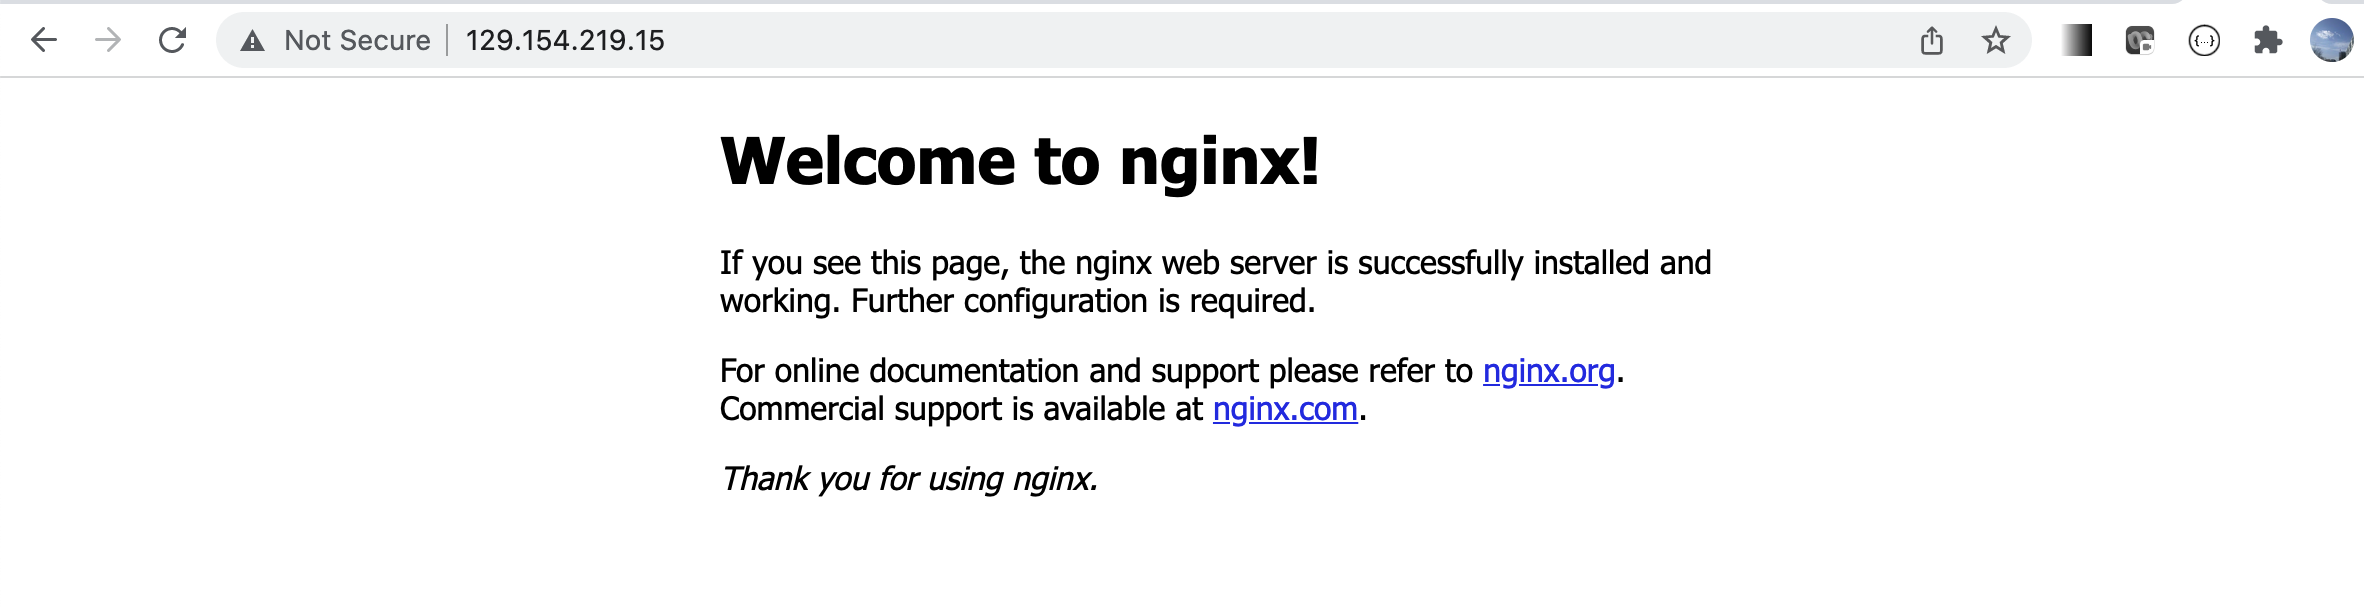 Not Secure 129.154.219.15
{...}
Welcome to nginx!
If you see this page, the nginx web server is successfully installed and
working. Further configuration is required.
For online documentation and support please refer to nginx.org.
Commercial support is available at nginx.com.
Thank you for using nginx.